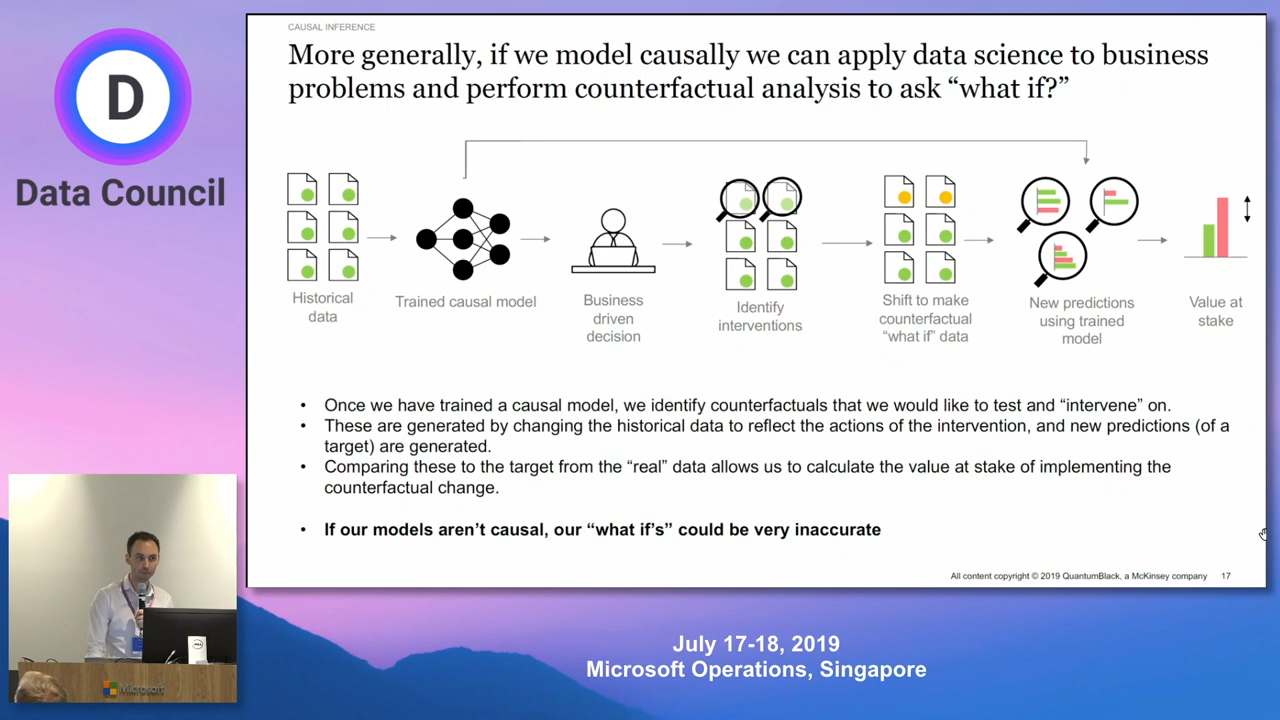 D
Data Council
CAUSAL INFERENCE
More generally, if we model causally we can apply data science to business
problems and perform counterfactual analysis to ask “what if?”
Historical
data
Trained causal model
Business
driven
decision
Identify
interventions
Shift to make
counterfactual
“what if” data
New predictions
using trained
model
Value at
stake
• Once we have trained a causal model, we identify counterfactuals that we would like to test and “intervene” on.
• These are generated by changing the historical data to reflect the actions of the intervention, and new predictions (of a
target) are generated.
• Comparing these to the target from the “real” data allows us to calculate the value at stake of implementing the
counterfactual change.
• If our models aren’t causal, our “what if’s” could be very inaccurate
All content copyright © 2019 QuantumBlack, a McKinsey company 17
Microsoft
July 17-18, 2019
Microsoft Operations, Singapore